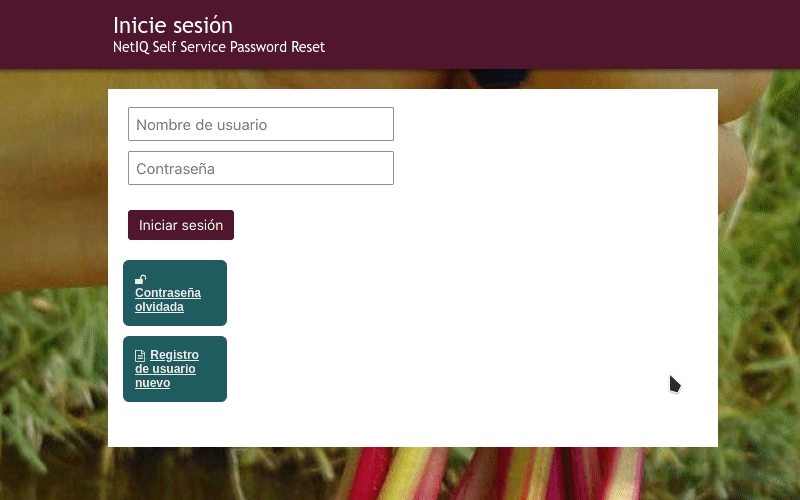 Inicie sesión
NetIQ Self Service Password Reset
Nombre de usuario
Contraseña
Iniciar sesión
Contraseña
olvidada
Registro
de usuario
nuevo